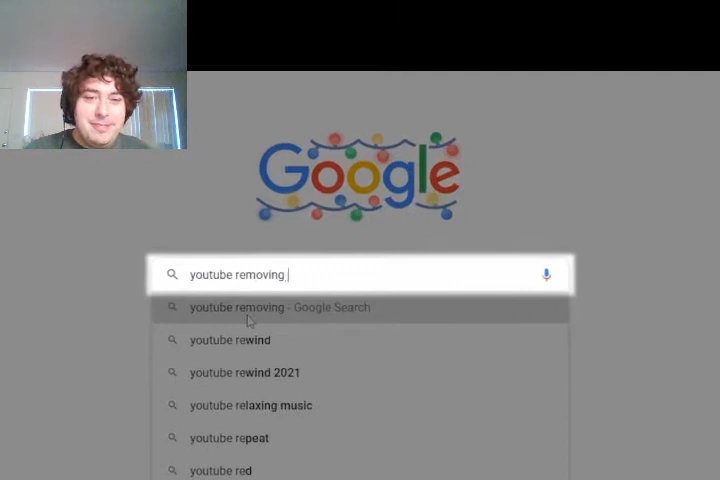 Google
youtube removing
youtube removing - Google Search
youtube rewind
youtube rewind 2021
youtube relaxing music
youtube repeat
youtube red